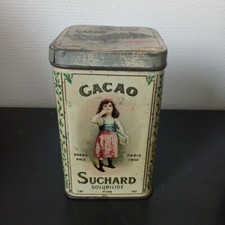 CACAO
GRAND PARIS
PRIX 1900
SUCHARD
SOLUBILISÉ